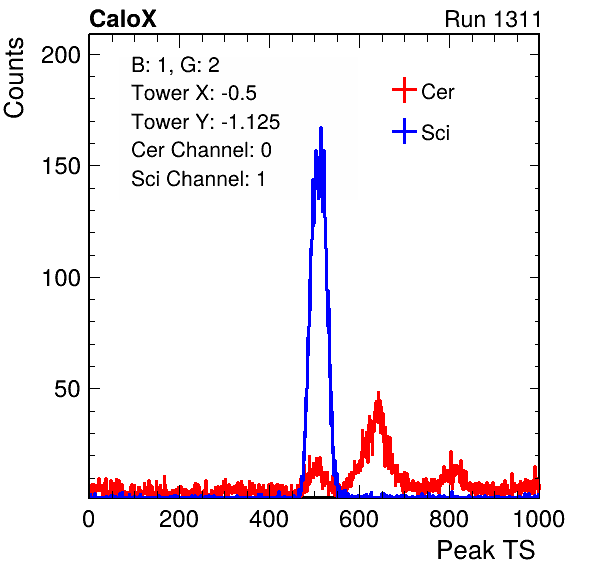 CaloX Run 1311
Counts
200
150
100
50
B: 1, G: 2
Tower X: -0.5
Tower Y: -1.125
Cer Channel: 0
Sci Channel: 1
Cer
Sci
0 200 400 600 800 1000
Peak TS